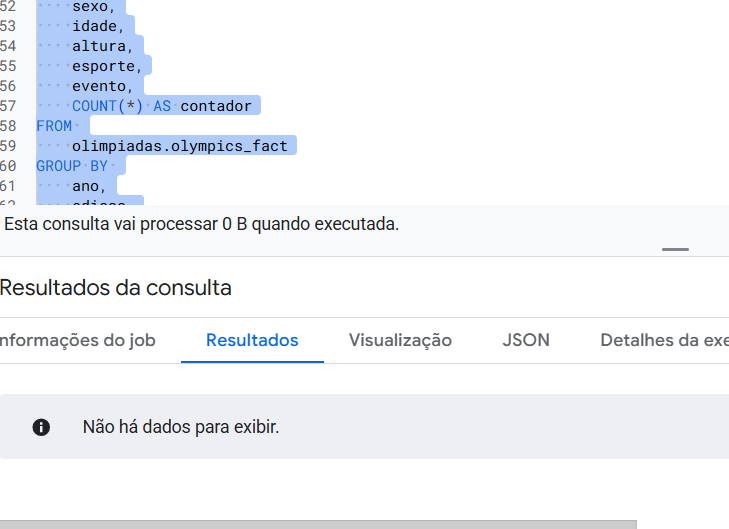 52 sexo,
53 idade,
54 altura,
55 esporte,
56 evento,
57 COUNT(*) AS contador
58 FROM
59 olimpiadas.olympics_fact
60 GROUP BY
61 ano,
Esta consulta vai processar 0 B quando executada.
Resultados da consulta
nformações do job Resultados Visualização JSON Detalhes da exe
Não há dados para exibir.